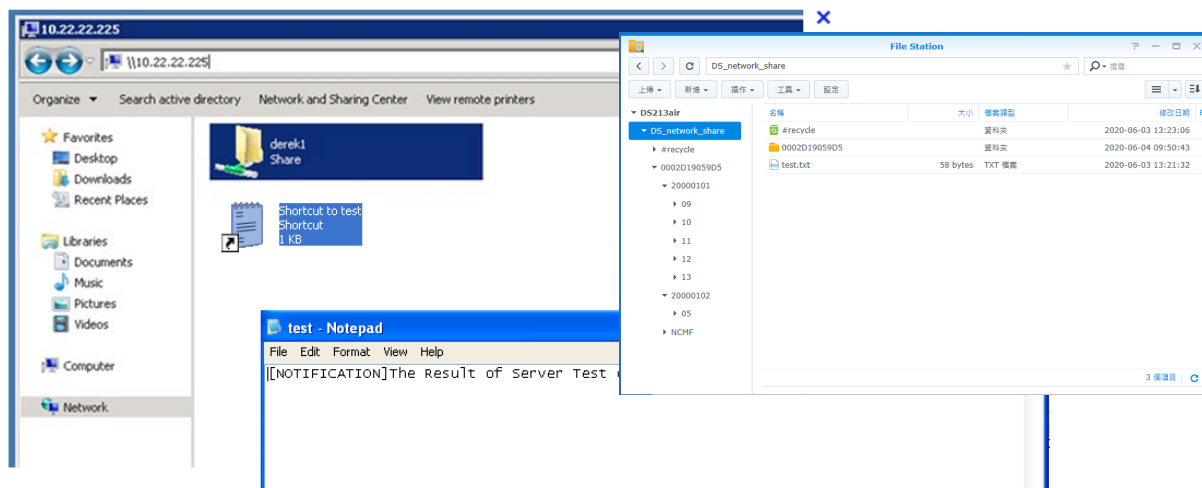 10.22.22.225
\\10.22.22.225
Organize
Search active directory
Network and Sharing Center
View remote printers
Favorites
Desktop
Downloads
Recent Places
Libraries
Documents
Music
Pictures
Videos
Computer
Network
derek1
Share
Shortcut to test
Shortcut
1 KB
test - Notepad
File Edit Format View Help
[NOTIFICATION]The Result of Server Test
File Station
DS_network_share
搜尋
上傳 新增 操作 工具 設定
DS213air
DS_network_share
#recycle
0002D19059D5
20000101
09
10
11
12
13
20000102
05
NCMF
名稱 大小 檔案類型 修改日期
#recycle 資料夾 2020-06-03 13:23:06
0002D19059D5 資料夾 2020-06-04 09:50:43
test.txt 58 bytes TXT 檔案 2020-06-03 13:21:32
3 個項目